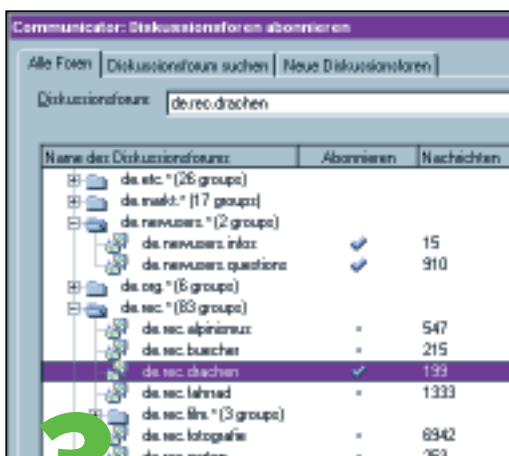 Communicator: Diskussionsforen abonnieren
Alle Foren Diskussionsforum suchen Neue Diskussionsforen
Diskussionsforum: de.rec.drachen
Name des Diskussionsforums Abonnieren Nachrichten
de.etc.* (26 groups)
de.markt.* (17 groups)
de.newusers.* (2 groups)
de.newusers.infos 15
de.newusers.questions 910
de.org.* (6 groups)
de.rec.* (83 groups)
de.rec.alpinismus 547
de.rec.buecher 215
de.rec.drachen 199
de.rec.fahrrad 1333
de.rec.film.* (3 groups)
de.rec.fotografie 6942
3